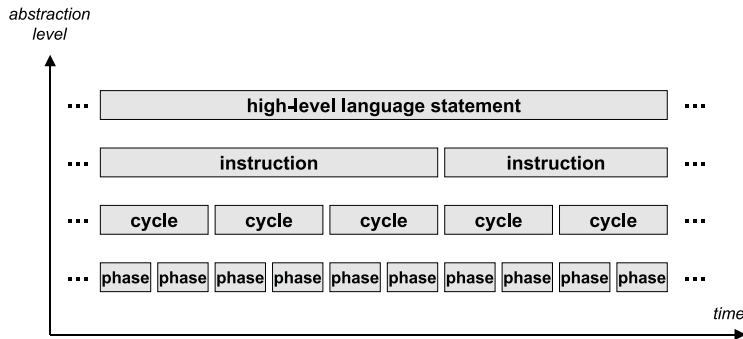 abstraction
level
... high-level language statement ...
... instruction instruction ...
... cycle cycle cycle cycle cycle ...
... phase phase phase phase phase phase phase phase phase phase ...
time